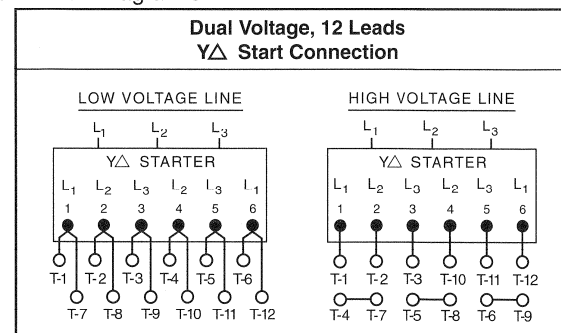 Dual Voltage, 12 Leads
Y△ Start Connection
LOW VOLTAGE LINE
L1 L2 L3
Y△ STARTER
L1 L2 L3 L2 L3 L1
1 2 3 4 5 6
T-1 T-2 T-3 T-4 T-5 T-6
T-7 T-8 T-9 T-10 T-11 T-12
HIGH VOLTAGE LINE
L1 L2 L3
Y△ STARTER
L1 L2 L3 L2 L3 L1
1 2 3 4 5 6
T-1 T-2 T-3 T-10 T-11 T-12
T-4 T-7 T-5 T-8 T-6 T-9